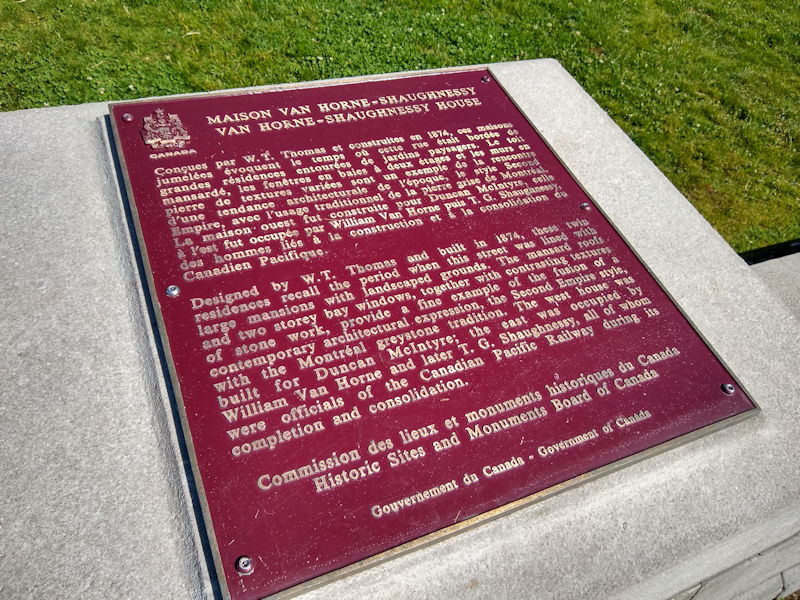 CANADA
MAISON VAN HORNE-SHAUGHNESSY
VAN HORNE-SHAUGHNESSY HOUSE
Conçues par W. T. Thomas et construites en 1874, ces maisons
jumelées évoquent le temps où cette rue était bordée de
grandes résidences entourées de jardins paysagers. Le toit
mansardé, les fenêtres en baies à deux étages et le mur en
pierre de textures variées sont un exemple de la rencontre
d'une tendance architecturale de l'époque, le style Second
Empire, avec l'usage traditionnel de la pierre grise de Montréal.
La maison ouest fut construite pour Duncan McIntyre, celle
à l'est fut occupée par William Van Horne puis T. G. Shaughnessy,
des hommes liés à la construction et à la consolidation du
Canadien Pacifique.
Designed by W. T. Thomas and built in 1874, these twin
residences recall the period when this street was lined with
large mansions with landscaped grounds. The mansard roofs
and two storey bay windows, together with contrasting textures
of stone work, provide a fine example of the fusion of a
contemporary architectural expression, the Second Empire style,
with the Montréal greystone tradition. The west house was
built for Duncan McIntyre; the east was occupied by
William Van Horne and later T. G. Shaughnessy, all of whom
were officials of the Canadian Pacific Railway during its
completion and consolidation.
Commission des lieux et monuments historiques du Canada
Historic Sites and Monuments Board of Canada
Gouvernement du Canada - Government of Canada